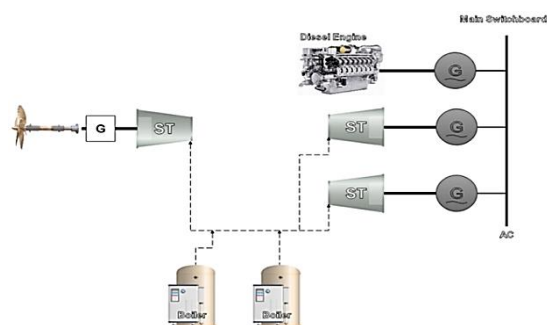 Main Switchboard
Diesel Engine
G
G
ST
ST
G
ST
G
AC
Boiler
Boiler